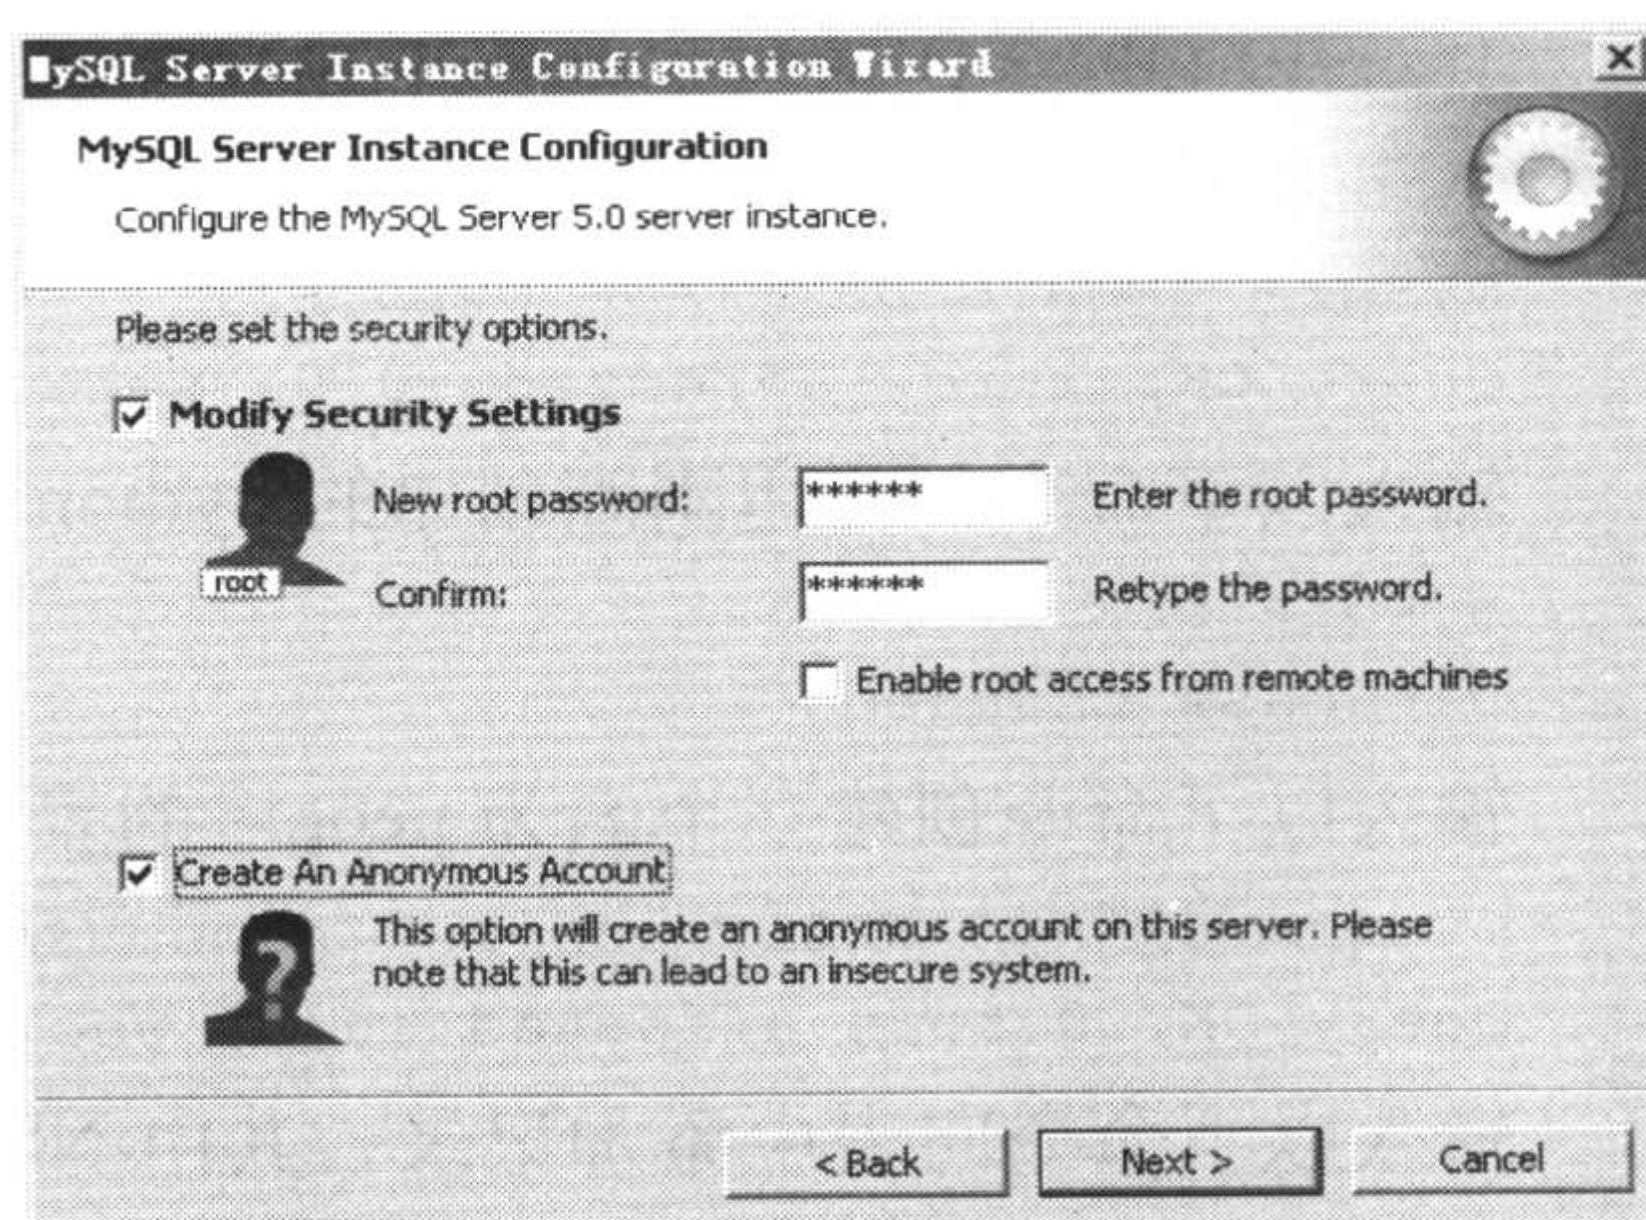 MySQL Server Instance Configuration Wizard
MySQL Server Instance Configuration
Configure the MySQL Server 5.0 server instance.
Please set the security options.
Modify Security Settings
New root password: ****** Enter the root password.
root
Confirm: ****** Retype the password.
Enable root access from remote machines
Create An Anonymous Account
This option will create an anonymous account on this server. Please
note that this can lead to an insecure system.
< Back Next > Cancel